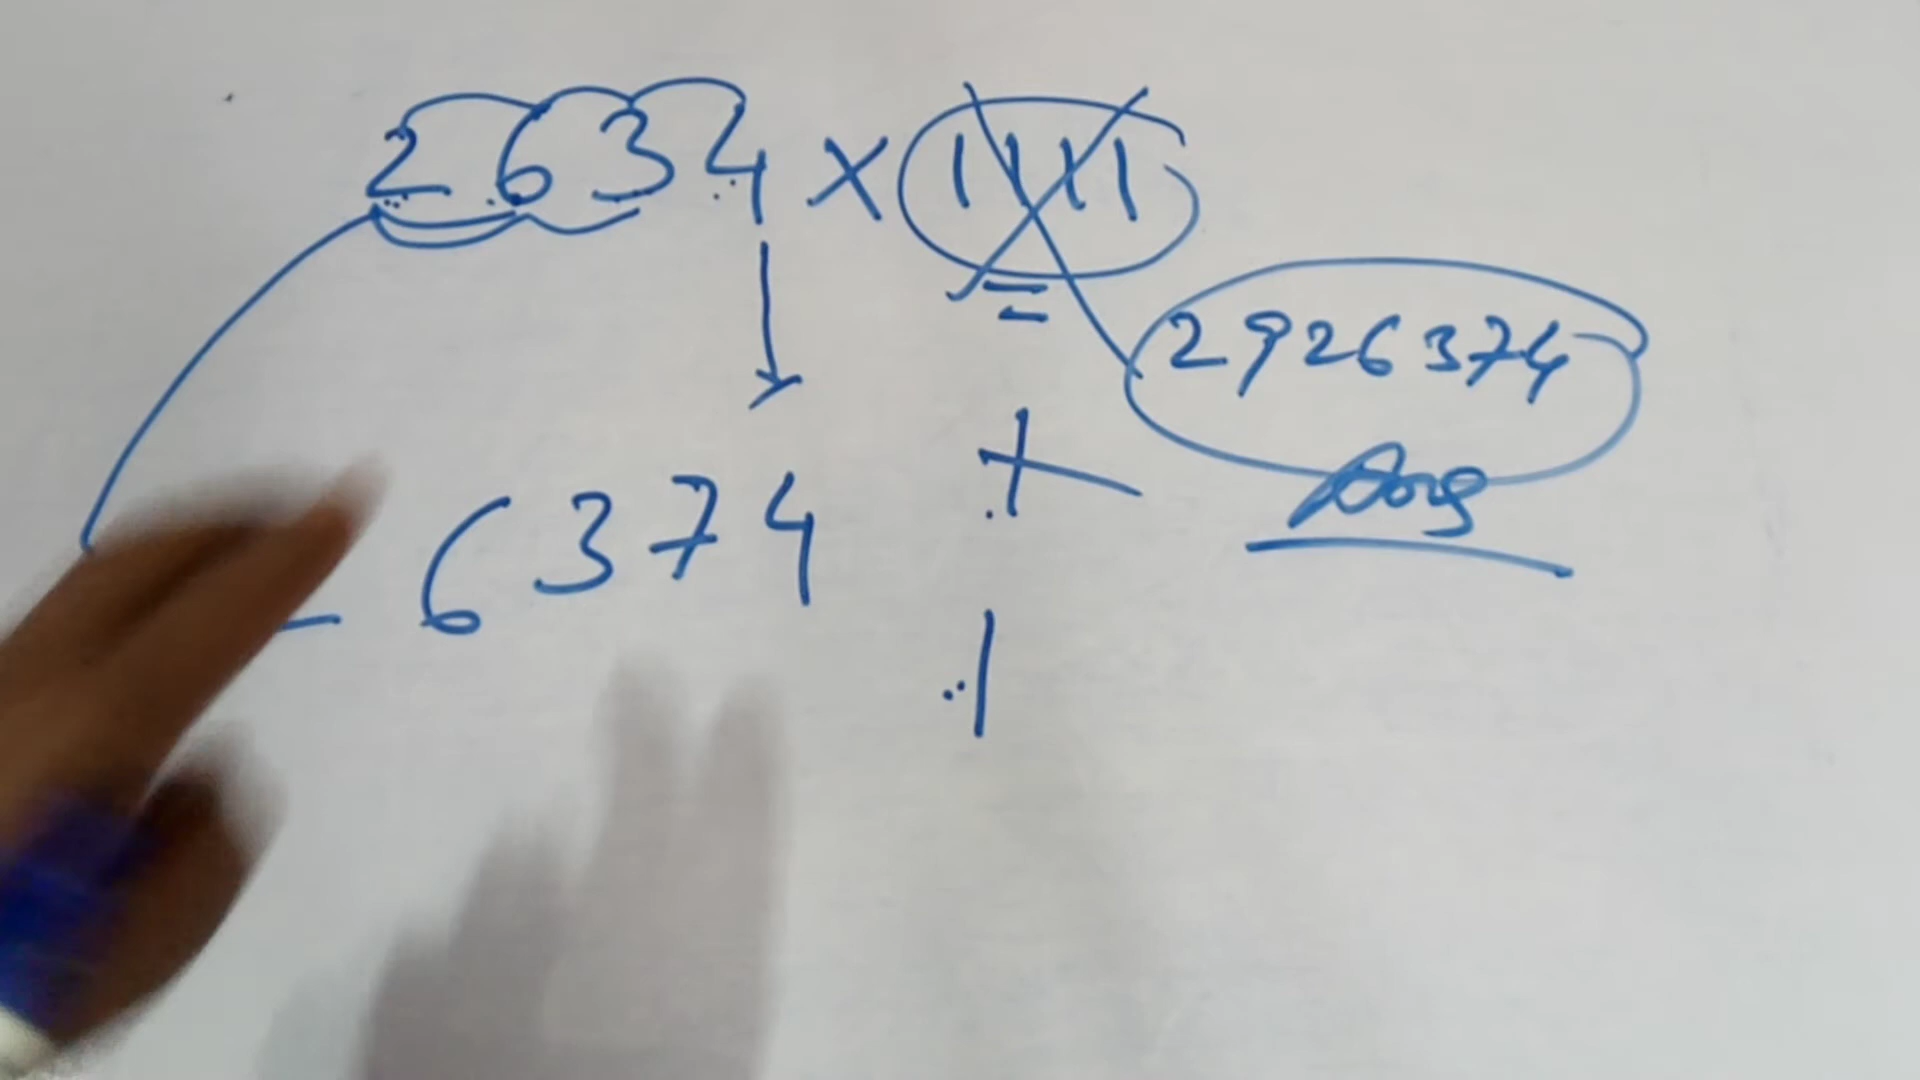 2634 × 1111
=
2926374
+
Ans
6374
1